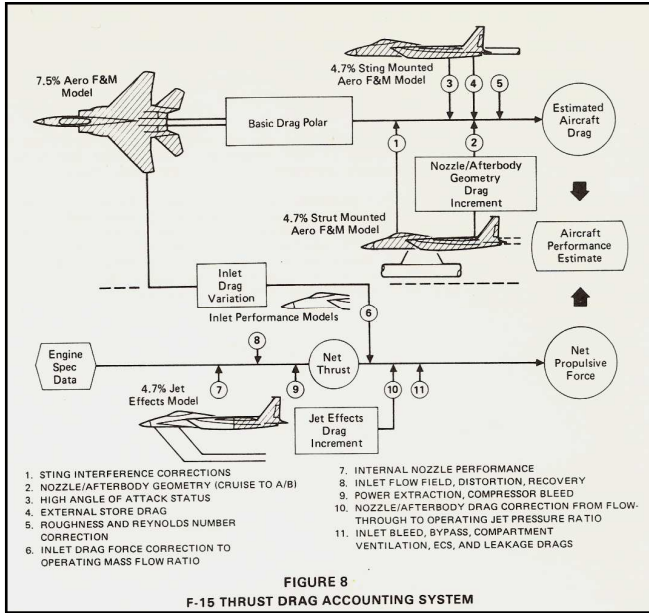 7.5% Aero F&M
Model
4.7% Sting Mounted
Aero F&M Model
3
4
5
Basic Drag Polar
Estimated
Aircraft
Drag
1
2
Nozzle/Afterbody
Geometry
Drag
Increment
4.7% Strut Mounted
Aero F&M Model
Aircraft
Performance
Estimate
Inlet
Drag
Variation
Inlet Performance Models
6
8
Engine
Spec
Data
Net
Thrust
Net
Propulsive
Force
7
9
10
11
4.7% Jet
Effects Model
Jet Effects
Drag
Increment
1. STING INTERFERENCE CORRECTIONS
2. NOZZLE/AFTERBODY GEOMETRY (CRUISE TO A/B)
3. HIGH ANGLE OF ATTACK STATUS
4. EXTERNAL STORE DRAG
5. ROUGHNESS AND REYNOLDS NUMBER
CORRECTION
6. INLET DRAG FORCE CORRECTION TO
OPERATING MASS FLOW RATIO
7. INTERNAL NOZZLE PERFORMANCE
8. INLET FLOW FIELD, DISTORTION, RECOVERY
9. POWER EXTRACTION, COMPRESSOR BLEED
10. NOZZLE/AFTERBODY DRAG CORRECTION FROM FLOW-
THROUGH TO OPERATING JET PRESSURE RATIO
11. INLET BLEED, BYPASS, COMPARTMENT
VENTILATION, ECS, AND LEAKAGE DRAGS
FIGURE 8
F-15 THRUST DRAG ACCOUNTING SYSTEM